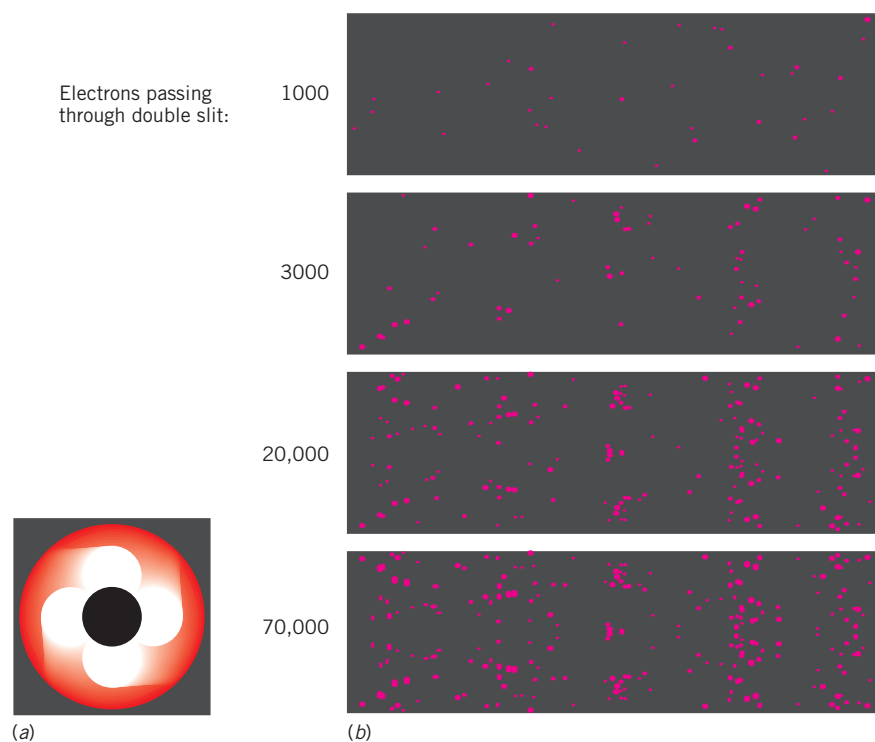 Electrons passing
through double slit:
1000
3000
20,000
70,000
(a)
(b)